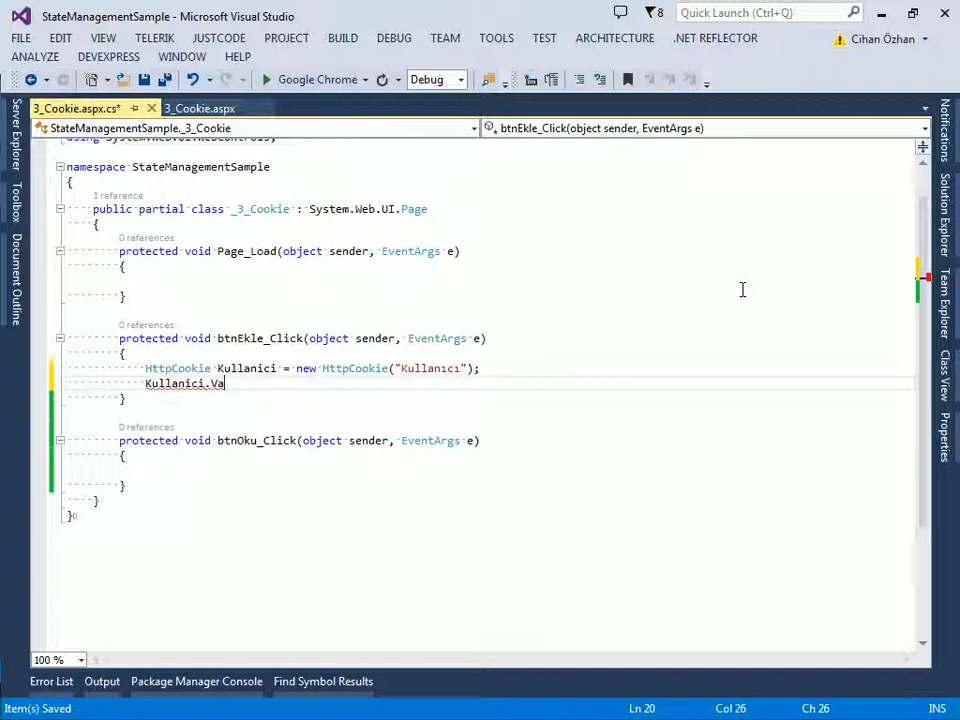 StateManagementSample - Microsoft Visual Studio
8
Quick Launch (Ctrl+Q)
FILE EDIT VIEW TELERIK JUSTCODE PROJECT BUILD DEBUG TEAM TOOLS TEST ARCHITECTURE .NET REFLECTOR
Cihan Özhan
ANALYZE DEVEXPRESS WINDOW HELP
Google Chrome
Debug
3_Cookie.aspx.cs*
3_Cookie.aspx
StateManagementSample._3_Cookie
btnEkle_Click(object sender, EventArgs e)
Server Explorer
Toolbox
Document Outline
namespace StateManagementSample
{
1 reference
public partial class _3_Cookie : System.Web.UI.Page
{
0 references
protected void Page_Load(object sender, EventArgs e)
{
}
0 references
protected void btnEkle_Click(object sender, EventArgs e)
{
HttpCookie Kullanici = new HttpCookie("Kullanıcı");
Kullanici.Va
}
0 references
protected void btnOku_Click(object sender, EventArgs e)
{
}
}
}
Notifications
Solution Explorer
Team Explorer
Class View
Properties
100 %
Error List Output Package Manager Console Find Symbol Results
Item(s) Saved
Ln 20
Col 26
Ch 26
INS